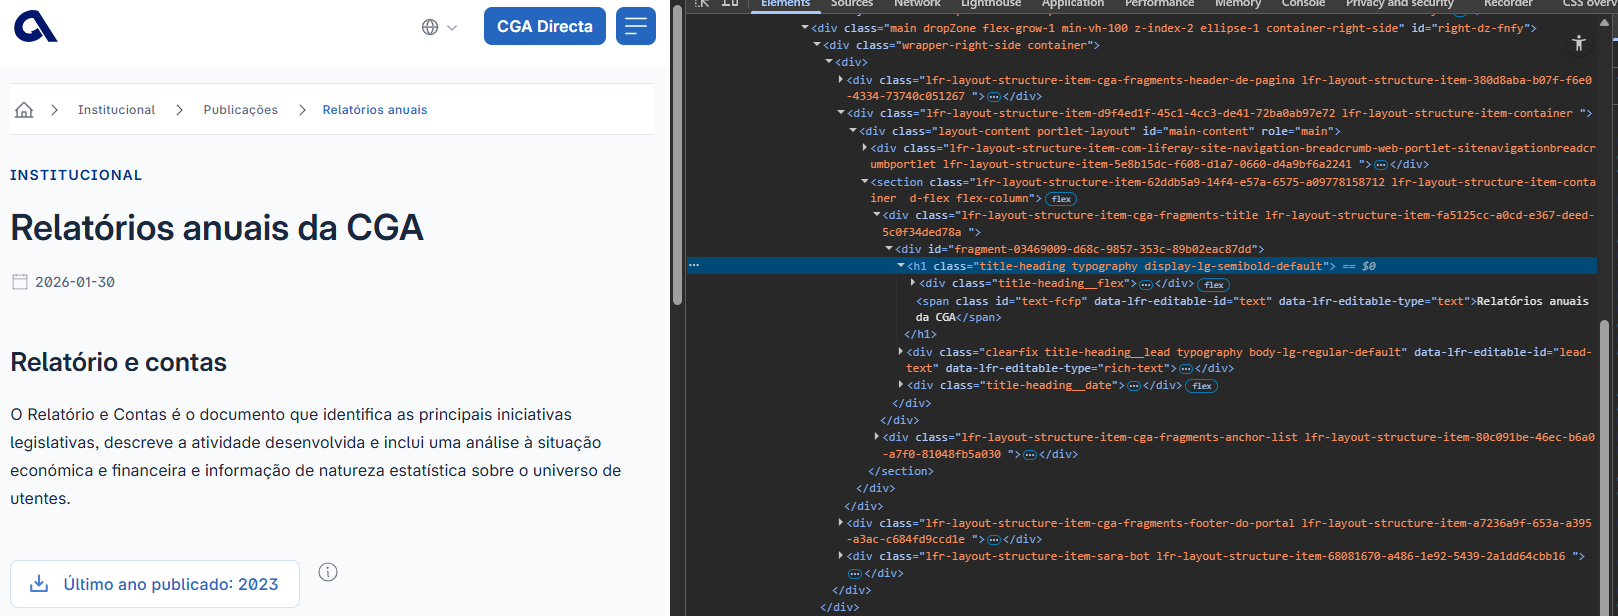 CGA Directa
Institucional
Publicações
Relatórios anuais
INSTITUCIONAL
Relatórios anuais da CGA
2026-01-30
Relatório e contas
O Relatório e Contas é o documento que identifica as principais iniciativas
legislativas, descreve a atividade desenvolvida e inclui uma análise à situação
económica e financeira e informação de natureza estatística sobre o universo de
utentes.
Último ano publicado: 2023
Elements Sources Network Lighthouse Application Performance Memory Console Privacy and security Recorder CSS overv
<div class="main dropZone flex-grow-1 min-vh-100 z-index-2 ellipse-1 container-right-side" id="right-dz-fnfy">
<div class="wrapper-right-side container">
<div>
<div class="lfr-layout-structure-item-cga-fragments-header-de-pagina lfr-layout-structure-item-380d8aba-b07f-f6e0
-4334-73740c051267 ">…</div>
<div class="lfr-layout-structure-item-d9f4ed1f-45c1-4cc3-de41-72ba0ab97e72 lfr-layout-structure-item-container ">
<div class="layout-content portlet-layout" id="main-content" role="main">
<div class="lfr-layout-structure-item-com-liferay-site-navigation-breadcrumb-web-portlet-sitenavigationbreadcr
umbportlet lfr-layout-structure-item-5e8b15dc-f608-d1a7-0660-d4a9bf6a2241 ">…</div>
<section class="lfr-layout-structure-item-62ddb5a9-14f4-e57a-6575-a09778158712 lfr-layout-structure-item-conta
iner  d-flex flex-column"> flex
<div class="lfr-layout-structure-item-cga-fragments-title lfr-layout-structure-item-fa5125cc-a0cd-e367-deed-
5c0f34ded78a ">
<div id="fragment-03469009-d68c-9857-353c-89b02eac87dd">
… <h1 class="title-heading typography display-lg-semibold-default"> == $0
<div class="title-heading__flex">…</div> flex
<span class id="text-fcfp" data-lfr-editable-id="text" data-lfr-editable-type="text">Relatórios anuais
da CGA</span>
</h1>
<div class="clearfix title-heading__lead typography body-lg-regular-default" data-lfr-editable-id="lead-
text" data-lfr-editable-type="rich-text">…</div>
<div class="title-heading__date">…</div> flex
</div>
</div>
<div class="lfr-layout-structure-item-cga-fragments-anchor-list lfr-layout-structure-item-80c091be-46ec-b6a0
-a7f0-81048fb5a030 ">…</div>
</section>
</div>
</div>
<div class="lfr-layout-structure-item-cga-fragments-footer-do-portal lfr-layout-structure-item-a7236a9f-653a-a395
-a3ac-c684fd9ccd1e ">…</div>
<div class="lfr-layout-structure-item-sara-bot lfr-layout-structure-item-68081670-a486-1e92-5439-2a1dd64cbb16 ">
…</div>
</div>
</div>